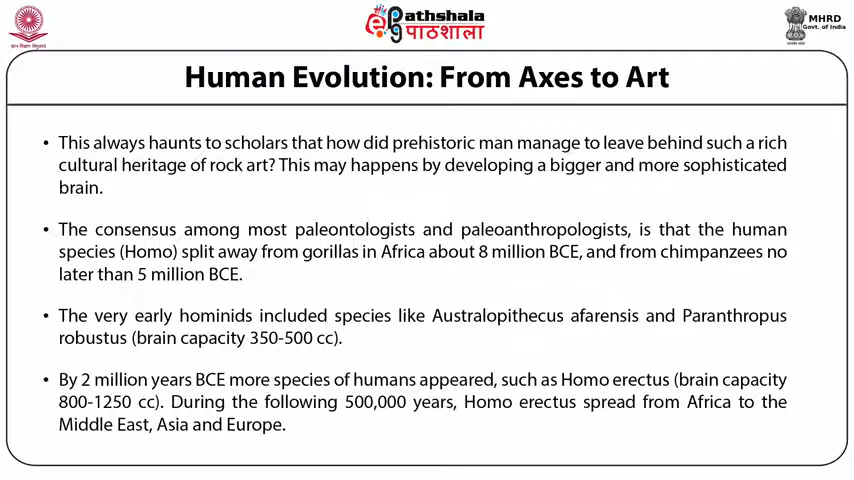 ePathshala
पाठशाला
MHRD
Govt. of India
Human Evolution: From Axes to Art
• This always haunts to scholars that how did prehistoric man manage to leave behind such a rich
cultural heritage of rock art? This may happens by developing a bigger and more sophisticated
brain.
• The consensus among most paleontologists and paleoanthropologists, is that the human
species (Homo) split away from gorillas in Africa about 8 million BCE, and from chimpanzees no
later than 5 million BCE.
• The very early hominids included species like Australopithecus afarensis and Paranthropus
robustus (brain capacity 350-500 cc).
• By 2 million years BCE more species of humans appeared, such as Homo erectus (brain capacity
800-1250 cc). During the following 500,000 years, Homo erectus spread from Africa to the
Middle East, Asia and Europe.